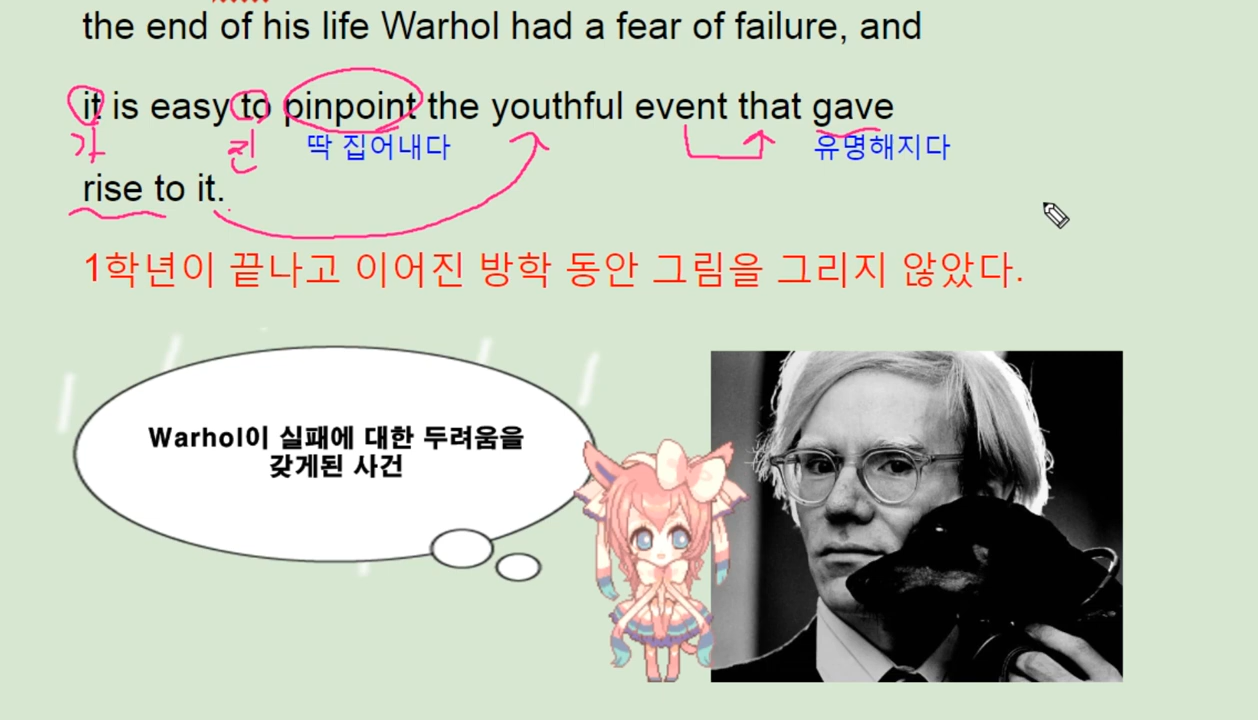 the end of his life Warhol had a fear of failure, and
it is easy to pinpoint the youthful event that gave
가 진 딱 집어내다 유명해지다
rise to it.
1학년이 끝나고 이어진 방학 동안 그림을 그리지 않았다.
Warhol이 실패에 대한 두려움을
갖게된 사건